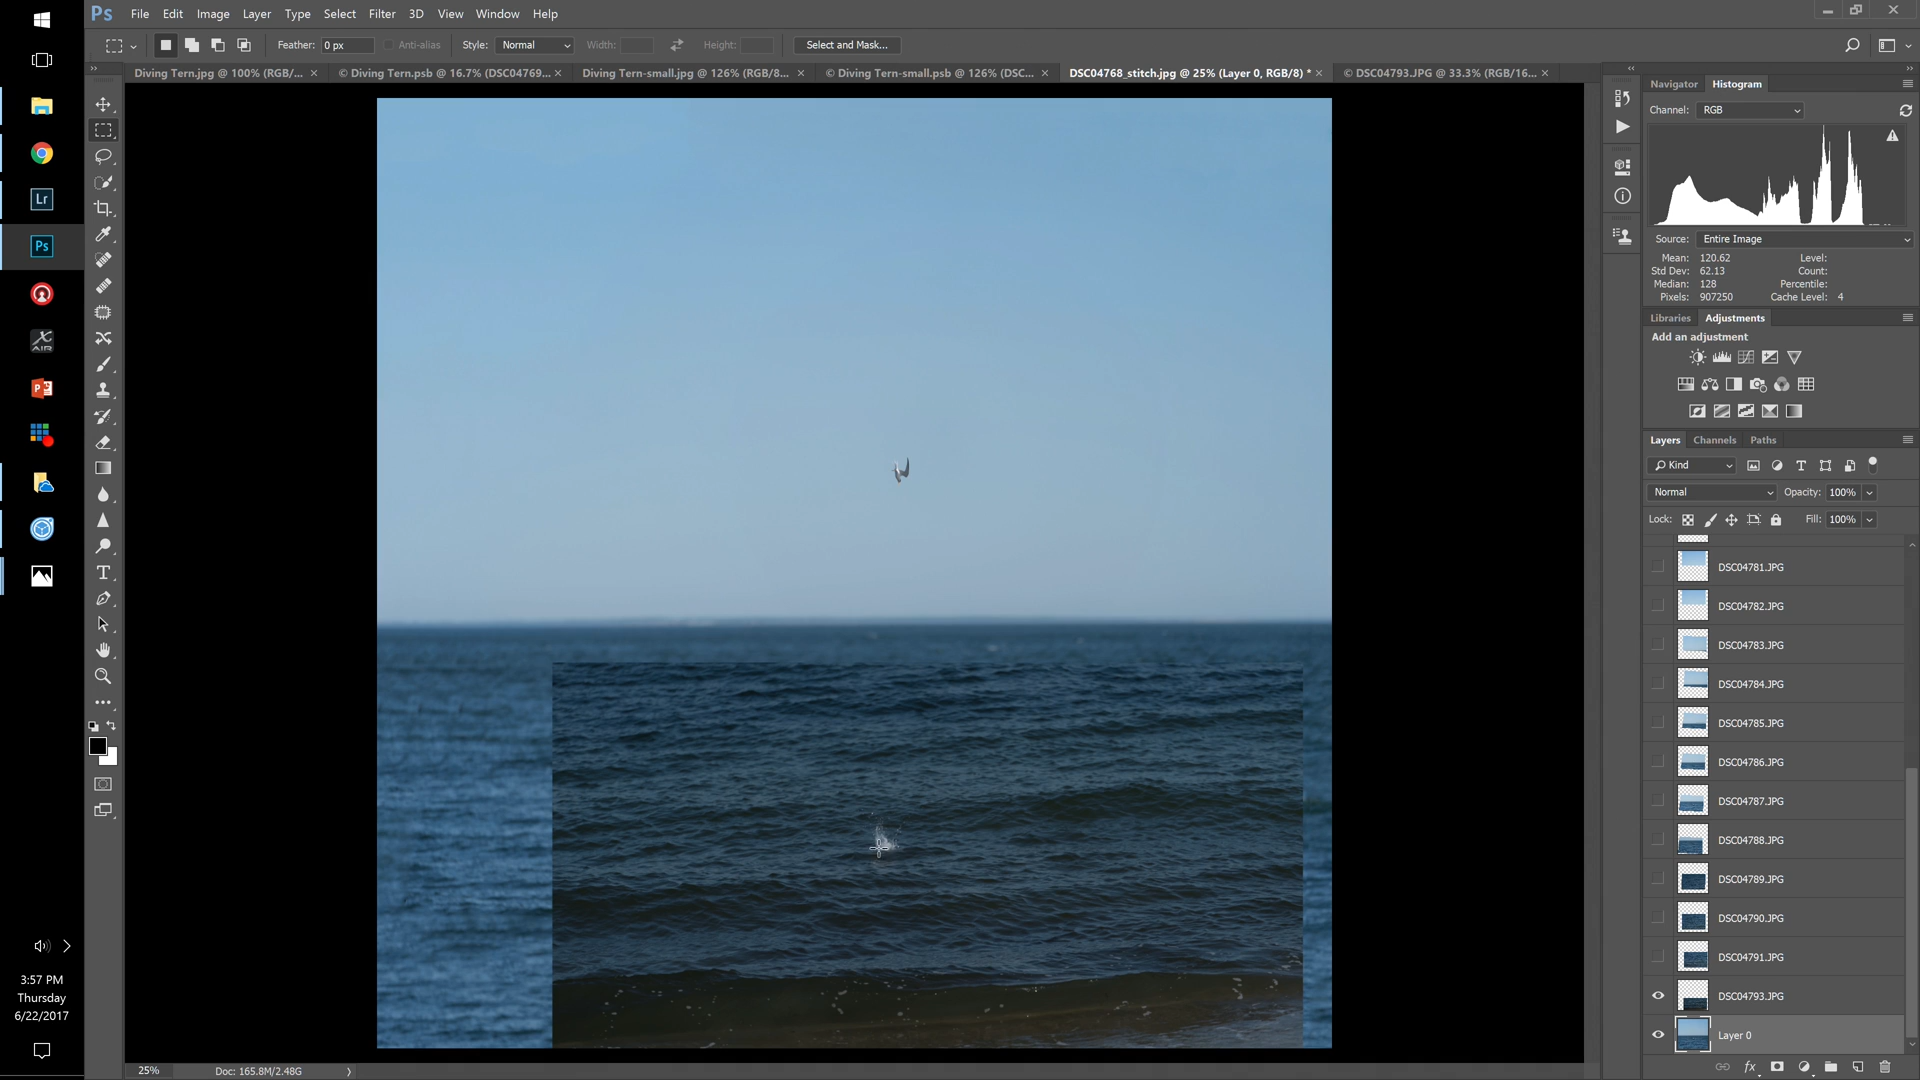 Ps File Edit Image Layer Type Select Filter 3D View Window Help
Feather: 0 px Anti-alias Style: Normal Width: Height: Select and Mask...
Diving Tern.jpg @ 100% (RGB/... × © Diving Tern.psb @ 16.7% (DSC04769... × Diving Tern-small.jpg @ 126% (RGB/8... × © Diving Tern-small.psb @ 126% (DSC... × DSC04768_stitch.jpg @ 25% (Layer 0, RGB/8) * × © DSC04793.JPG @ 33.3% (RGB/16... ×
Navigator Histogram
Channel: RGB
Source: Entire Image
Mean: 120.62 Level:
Std Dev: 62.13 Count:
Median: 128 Percentile:
Pixels: 907250 Cache Level: 4
Libraries Adjustments
Add an adjustment
Layers Channels Paths
Kind
Normal Opacity: 100%
Lock: Fill: 100%
DSC04781.JPG
DSC04782.JPG
DSC04783.JPG
DSC04784.JPG
DSC04785.JPG
DSC04786.JPG
DSC04787.JPG
DSC04788.JPG
DSC04789.JPG
DSC04790.JPG
DSC04791.JPG
DSC04793.JPG
Layer 0
Lr
Ps
AIR
3:57 PM
Thursday
6/22/2017
25% Doc: 165.8M/2.48G
fx